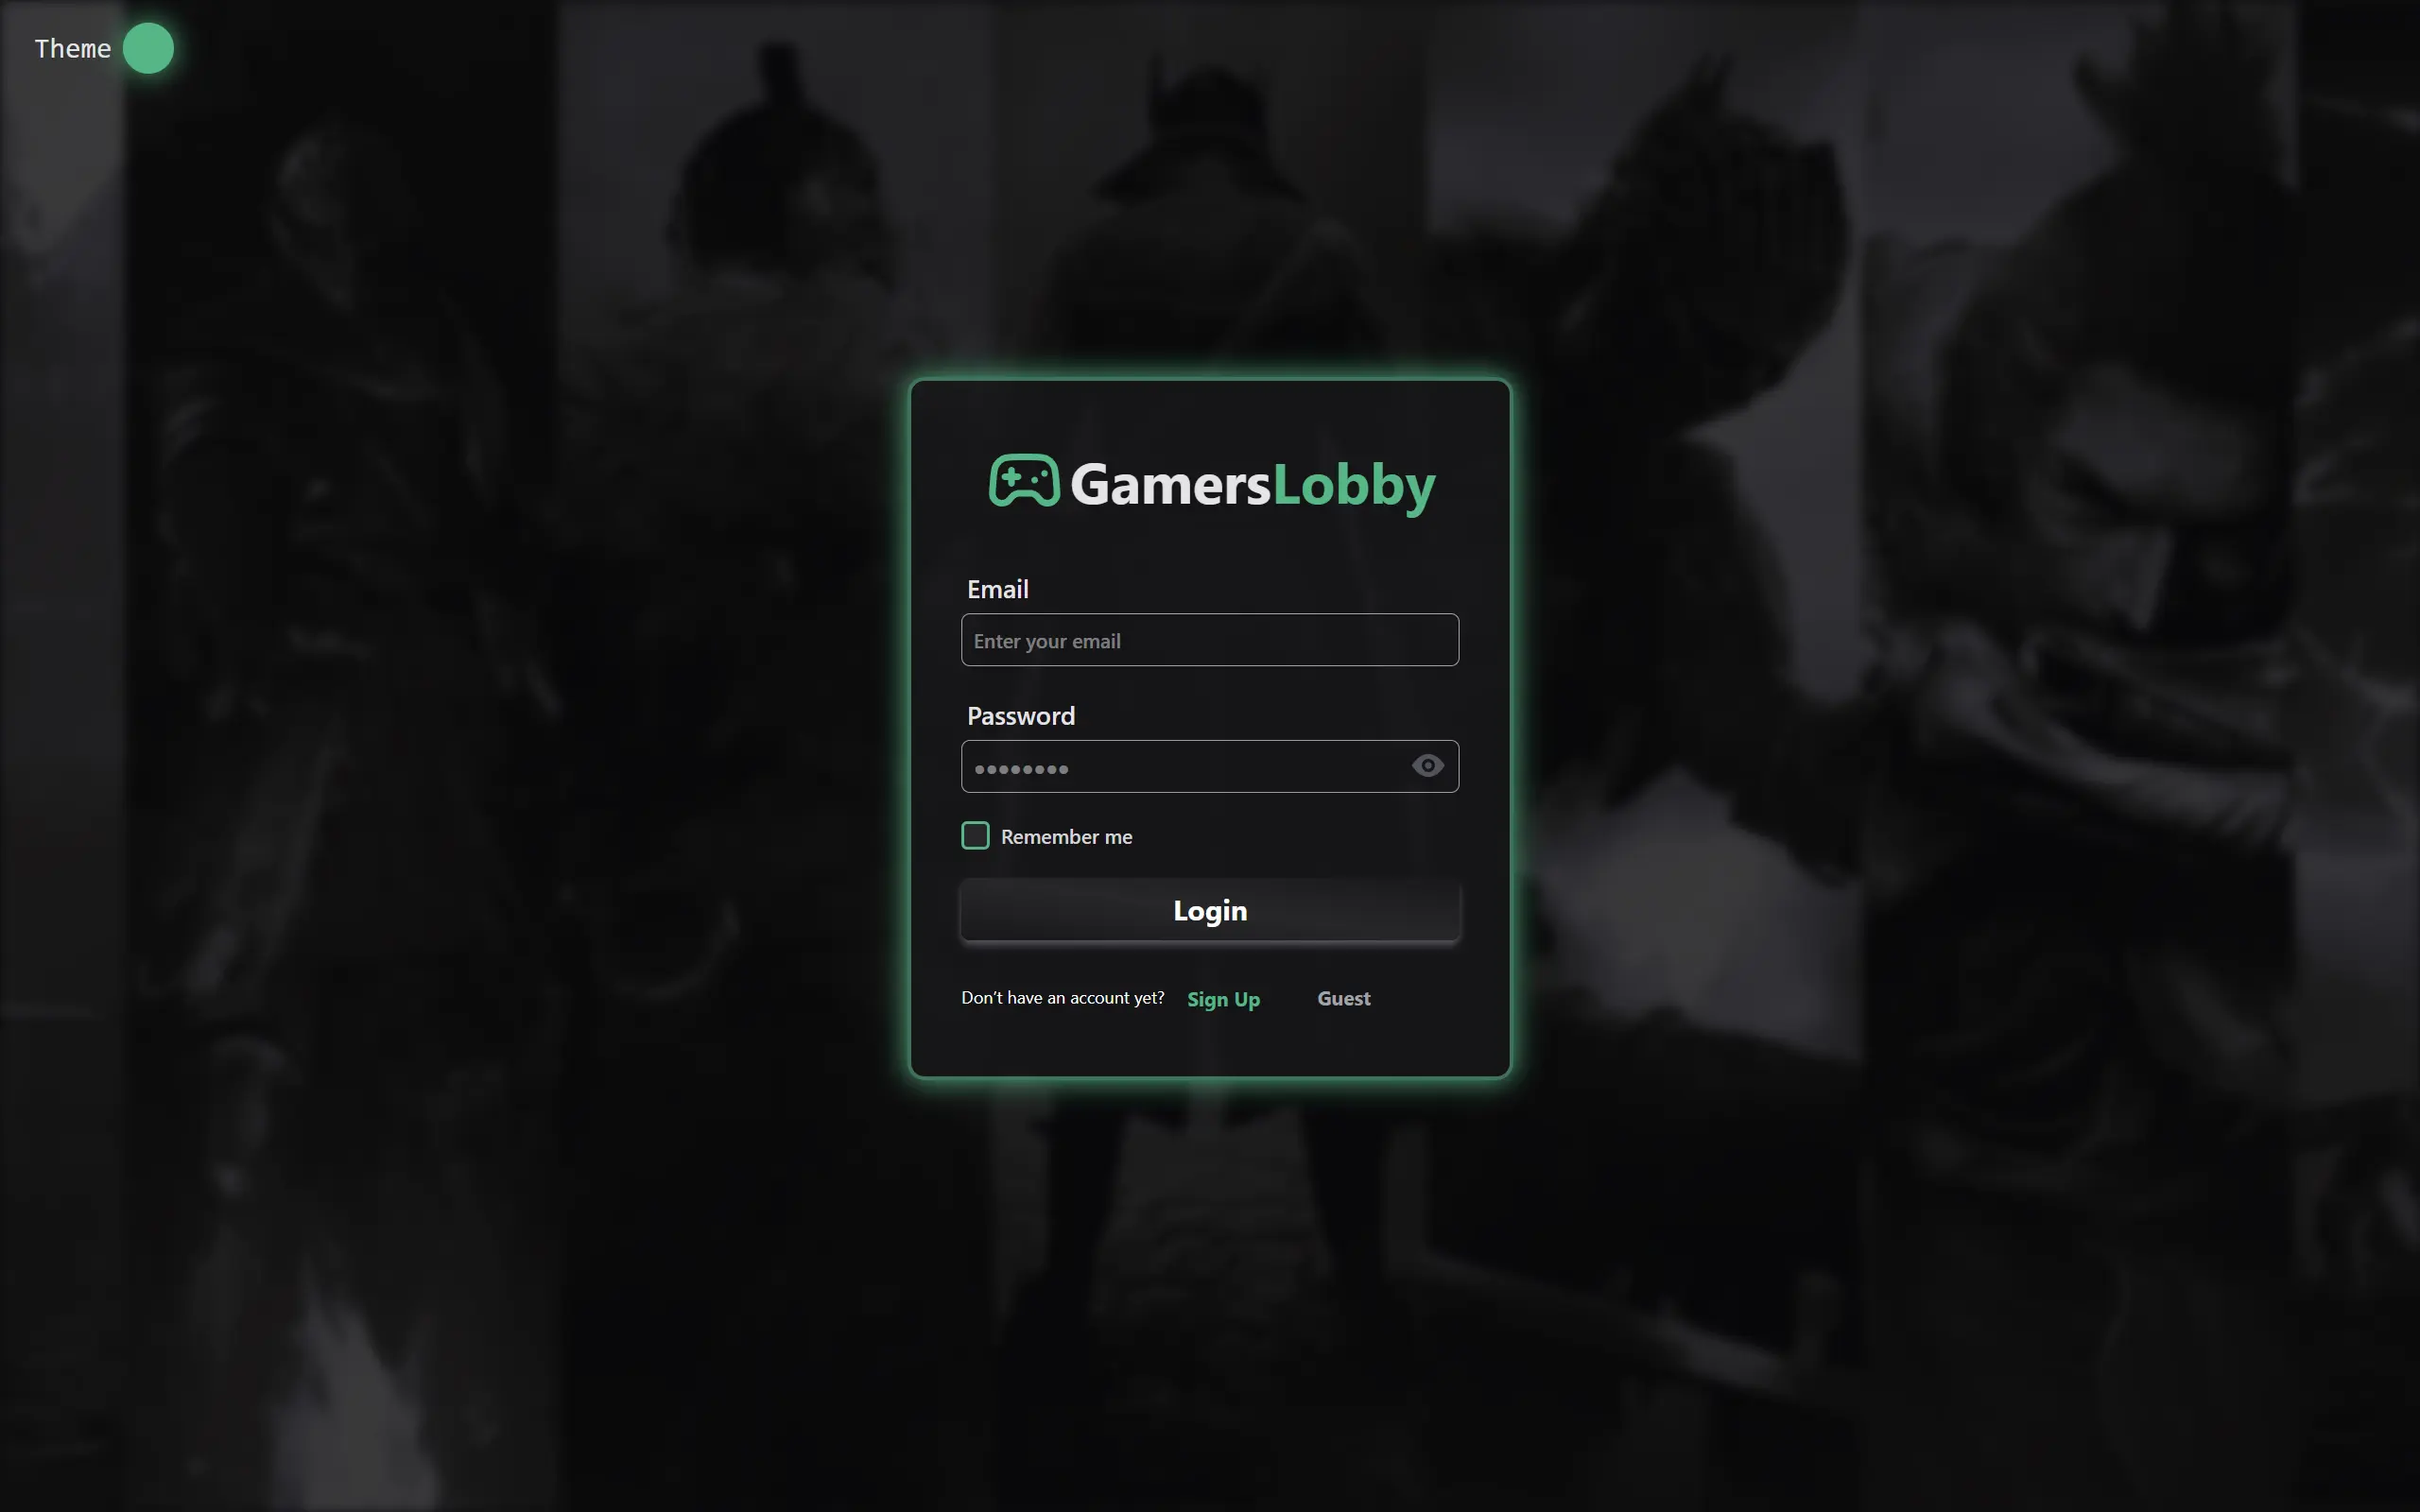 Theme
GamersLobby
Email
Enter your email
Password
Remember me
Login
Don't have an account yet? Sign Up Guest